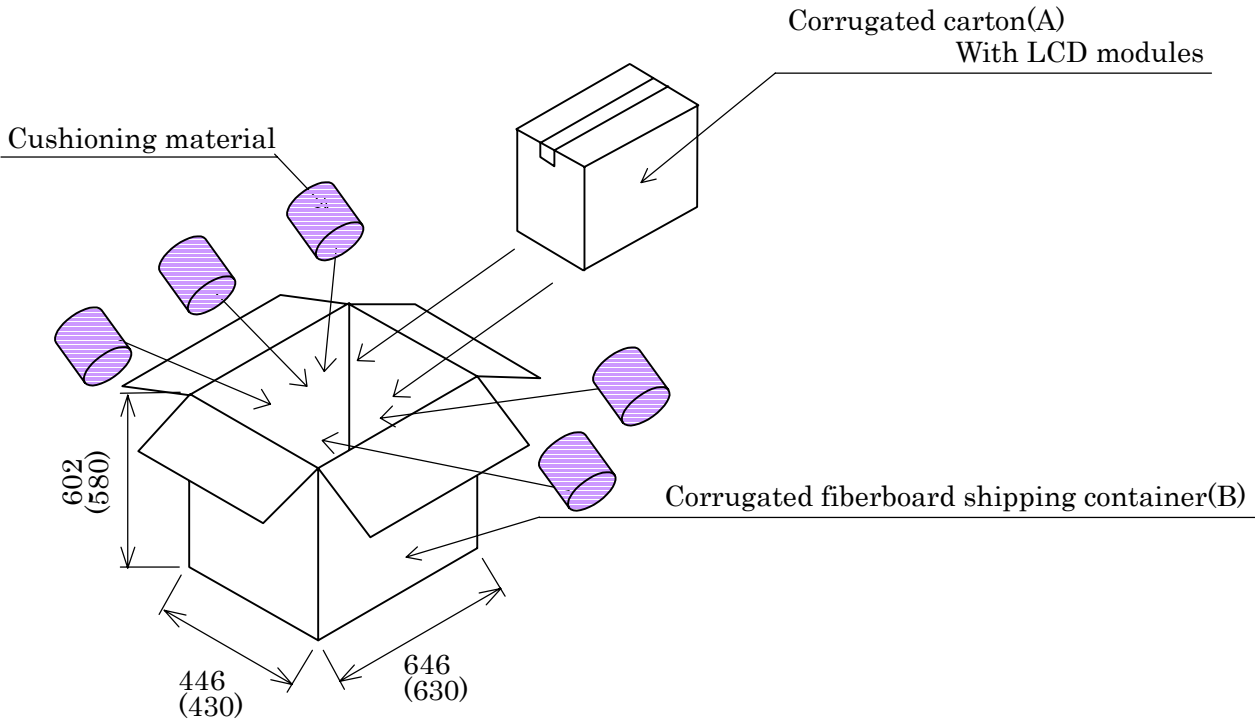 Corrugated carton(A)
With LCD modules
Cushioning material
602
(580)
Corrugated fiberboard shipping container(B)
446
(430)
646
(630)